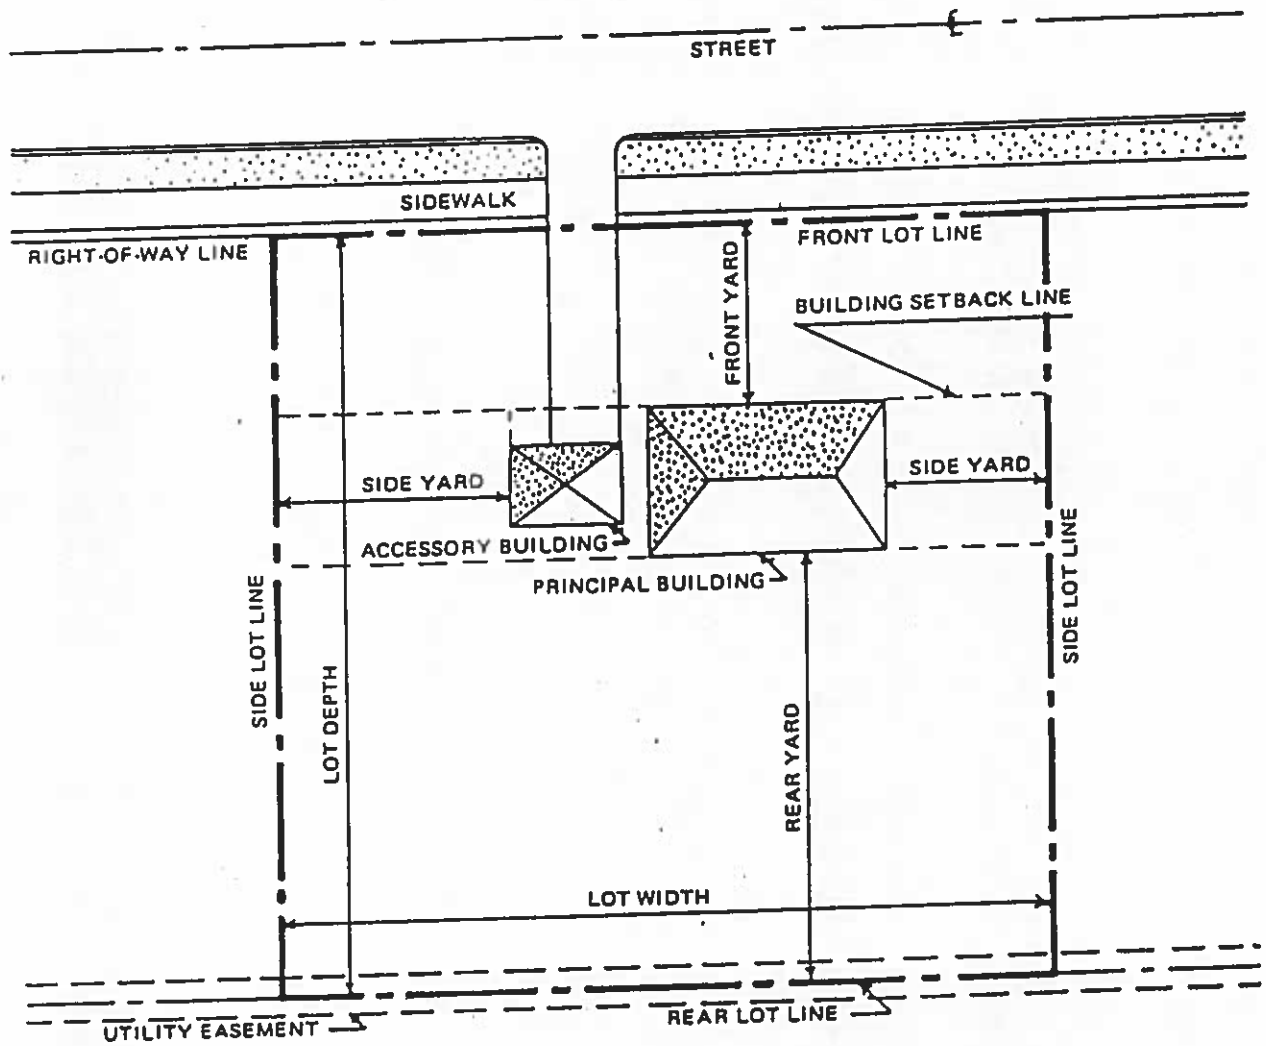 STREET
SIDEWALK
RIGHT-OF-WAY LINE
FRONT LOT LINE
FRONT YARD
BUILDING SETBACK LINE
SIDE YARD
SIDE YARD
ACCESSORY BUILDING
PRINCIPAL BUILDING
SIDE LOT LINE
SIDE LOT LINE
LOT DEPTH
REAR YARD
LOT WIDTH
REAR LOT LINE
UTILITY EASEMENT